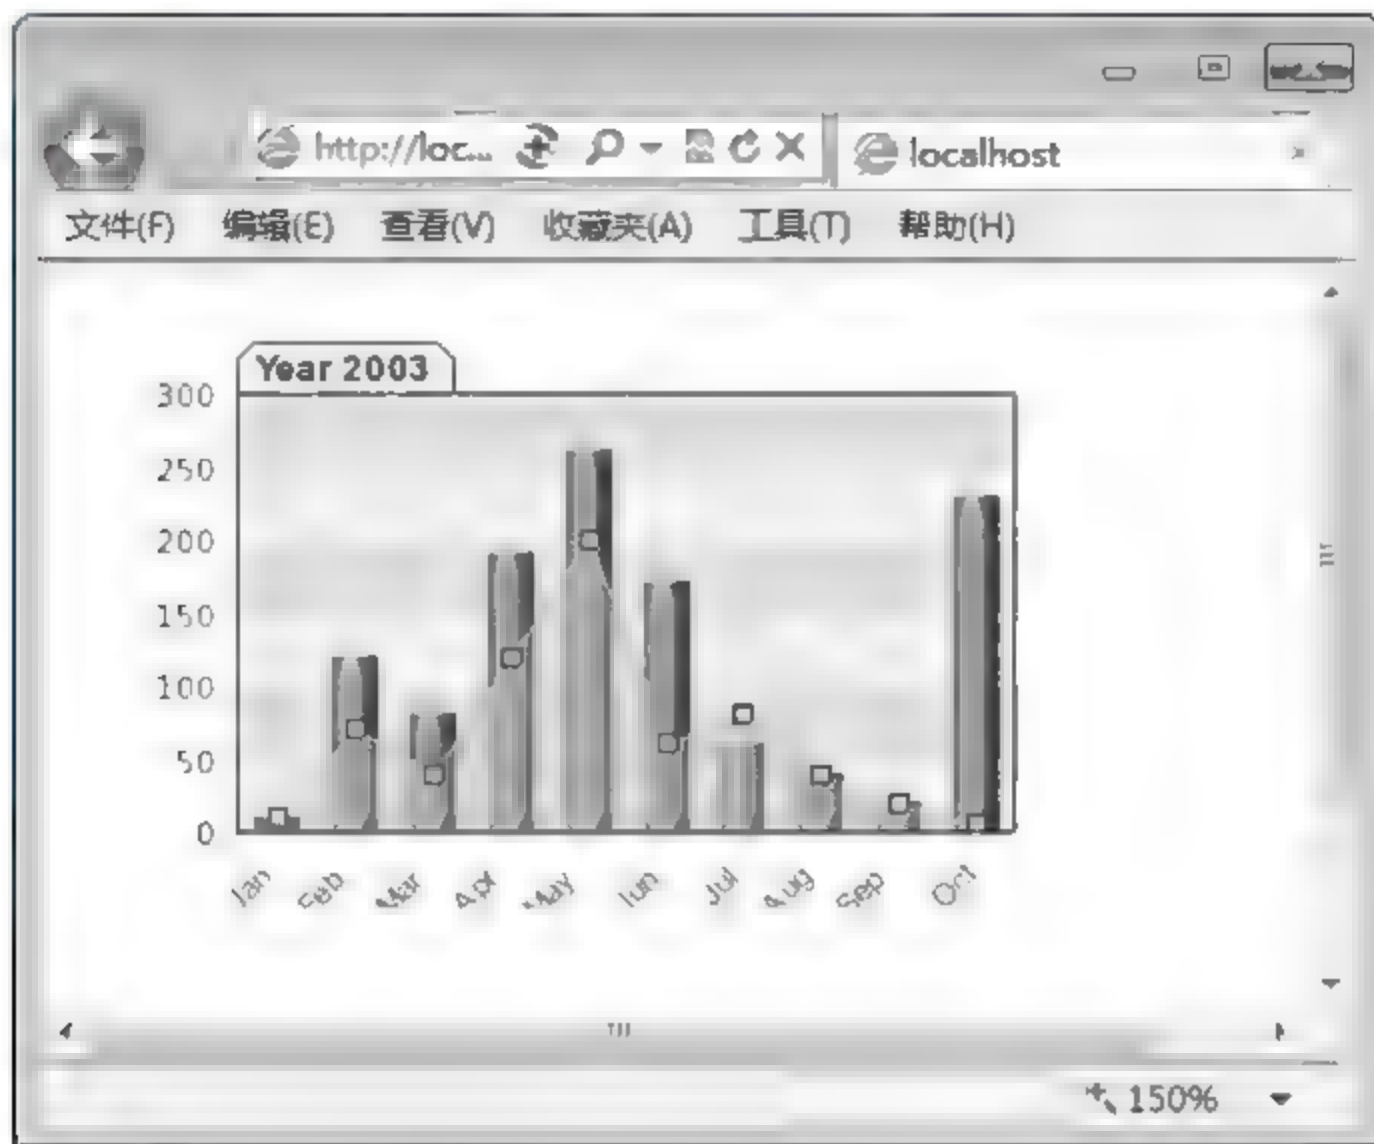 http://loc... localhost
文件(F) 编辑(E) 查看(V) 收藏夹(A) 工具(T) 帮助(H)
Year 2003
300
250
200
150
100
50
0
Jan Feb Mar Apr May Jun Jul Aug Sep Oct
150%